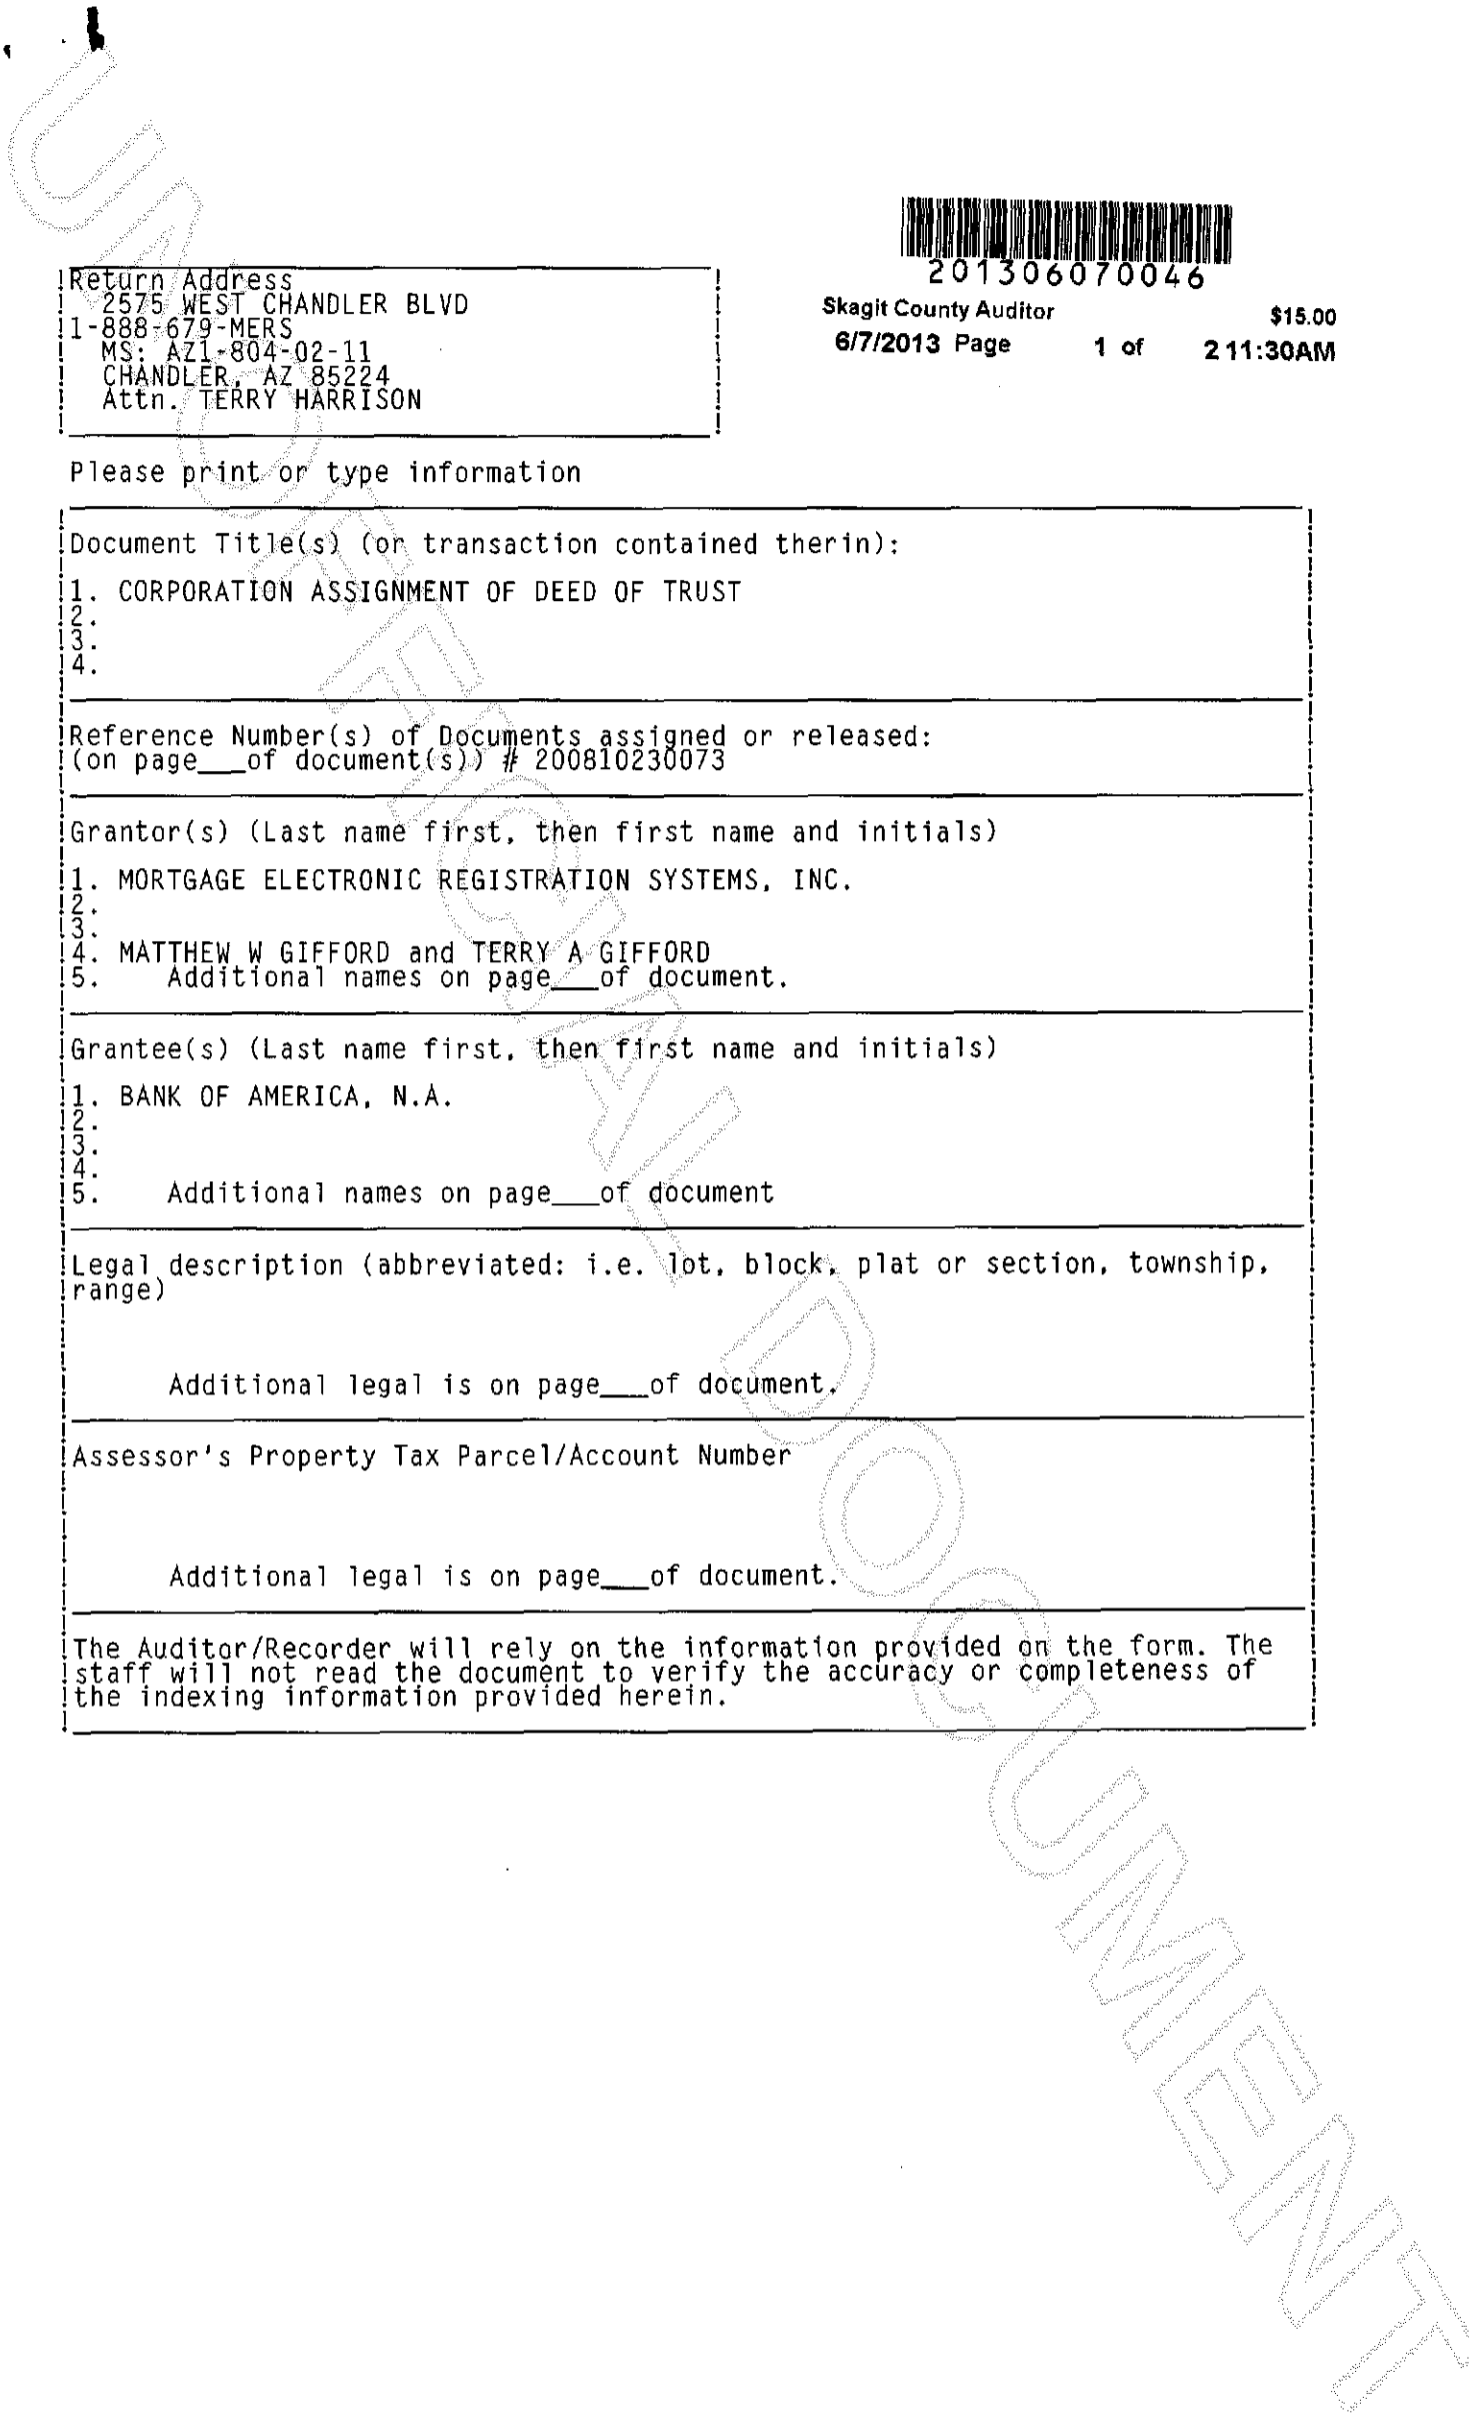 201306070046
Skagit County Auditor $15.00
6/7/2013 Page 1 of 2 11:30AM
Return Address
2575 WEST CHANDLER BLVD
1-888-679-MERS
MS: AZ1-804-02-11
CHANDLER, AZ 85224
Attn. TERRY HARRISON
Please print or type information
Document Title(s) (or transaction contained therin):
1. CORPORATION ASSIGNMENT OF DEED OF TRUST
2.
3.
4.
Reference Number(s) of Documents assigned or released:
(on page___of document(s)) # 200810230073
Grantor(s) (Last name first, then first name and initials)
1. MORTGAGE ELECTRONIC REGISTRATION SYSTEMS, INC.
2.
3.
4. MATTHEW W GIFFORD and TERRY A GIFFORD
5. Additional names on page___of document.
Grantee(s) (Last name first, then first name and initials)
1. BANK OF AMERICA, N.A.
2.
3.
4.
5. Additional names on page___of document
Legal description (abbreviated: i.e. lot, block, plat or section, township,
range)
Additional legal is on page___of document.
Assessor's Property Tax Parcel/Account Number
Additional legal is on page___of document.
The Auditor/Recorder will rely on the information provided on the form. The
staff will not read the document to verify the accuracy or completeness of
the indexing information provided herein.
UNOFFICIAL DOCUMENT